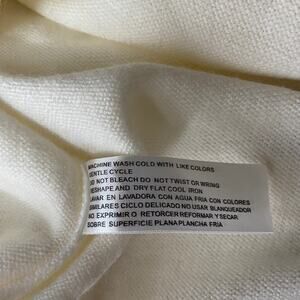 MACHINE WASH COLD WITH LIKE COLORS
GENTLE CYCLE
DO NOT BLEACH DO NOT TWIST OR WRING
RESHAPE AND DRY FLAT COOL IRON
LAVAR EN LAVADORA CON AGUA FRIA CON COLORES
SIMILARES CICLO DELICADO NO USAR BLANQUEADOR
NO EXPRIMIR O RETORCER REFORMAR Y SECAR
SOBRE SUPERFICIE PLANA PLANCHA FRIA